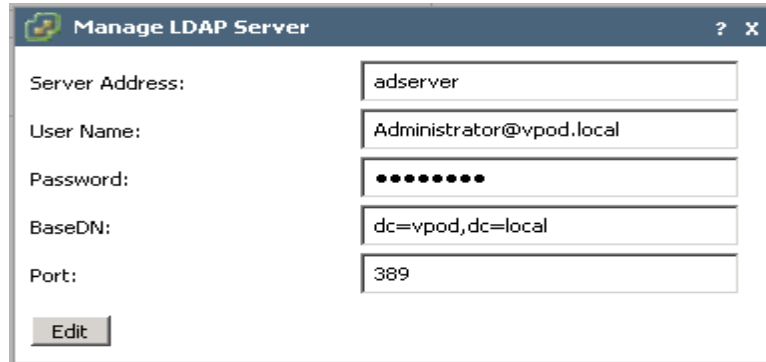 Manage LDAP Server ? X
Server Address: adserver
User Name: Administrator@vpod.local
Password: ●●●●●●●●
BaseDN: dc=vpod,dc=local
Port: 389
Edit